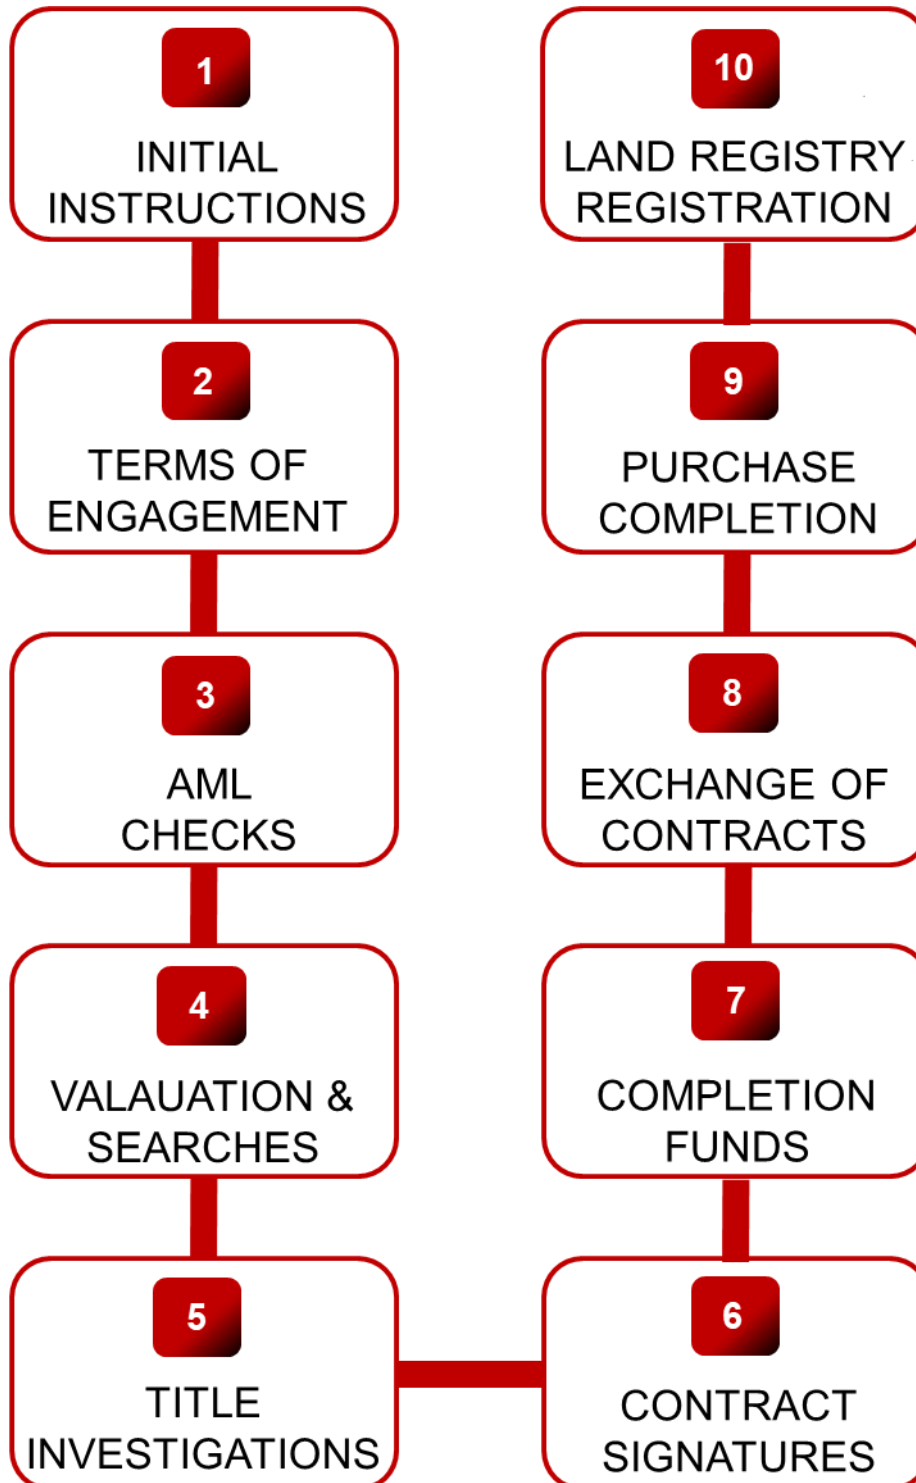 1
INITIAL
INSTRUCTIONS
2
TERMS OF
ENGAGEMENT
3
AML
CHECKS
4
VALAUATION &
SEARCHES
5
TITLE
INVESTIGATIONS
6
CONTRACT
SIGNATURES
7
COMPLETION
FUNDS
8
EXCHANGE OF
CONTRACTS
9
PURCHASE
COMPLETION
10
LAND REGISTRY
REGISTRATION